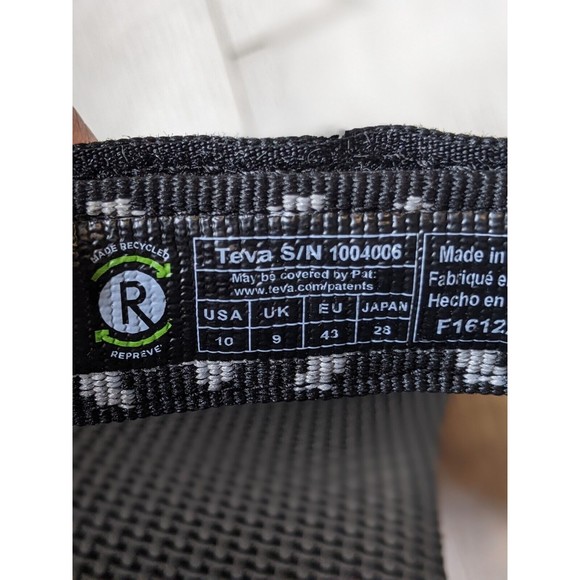 MADE RECYCLED
R
REPREVE
Teva S/N 1004006
May be covered by Pat:
www.teva.com/patents
USA UK EU JAPAN
10 9 43 28
Made in
Fabriqué e
Hecho en
F1612